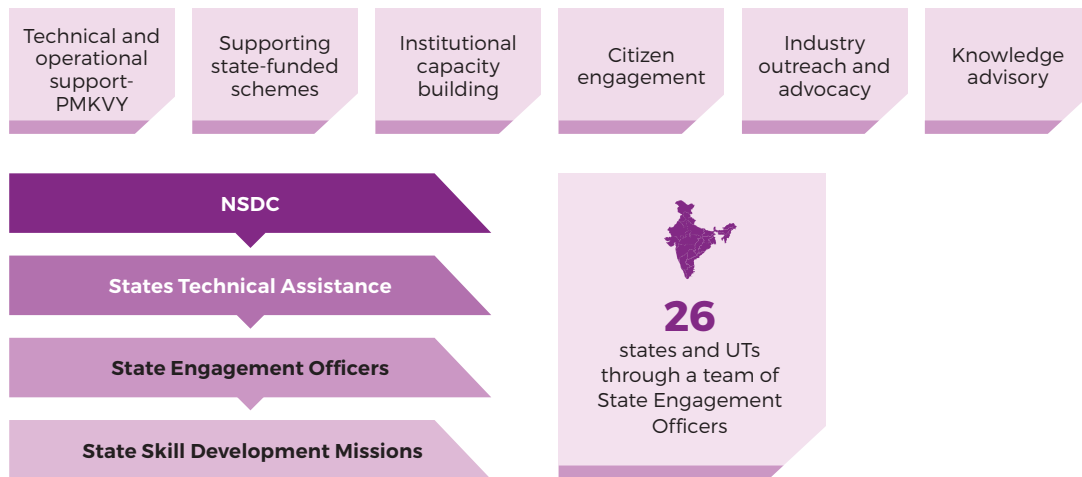 Technical and
operational
support-
PMKVY
Supporting
state-funded
schemes
Institutional
capacity
building
Citizen
engagement
Industry
outreach and
advocacy
Knowledge
advisory
NSDC
States Technical Assistance
State Engagement Officers
State Skill Development Missions
26
states and UTs
through a team of
State Engagement
Officers